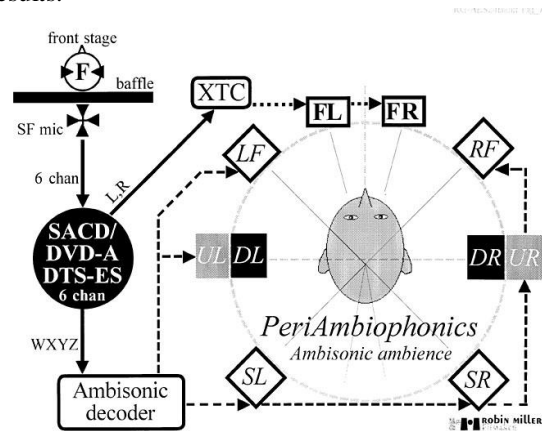 esults.
front stage
F
baffle
SF mic
XTC
FL
FR
6 chan
L,R
LF
RF
SACD/
DVD-A
DTS-ES
6 chan
UL
DL
DR
UR
WXYZ
PeriAmbiophonics
Ambisonic ambience
SL
SR
Ambisonic
decoder
ROBIN MILLER